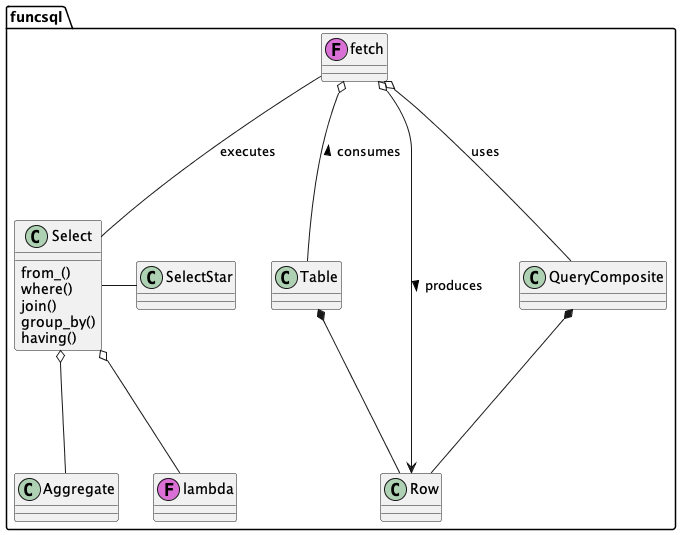 funcsql
F fetch
executes
consumes
uses
C Select
from_()
where()
join()
group_by()
having()
C SelectStar
C Table
produces
C QueryComposite
C Aggregate
F lambda
C Row